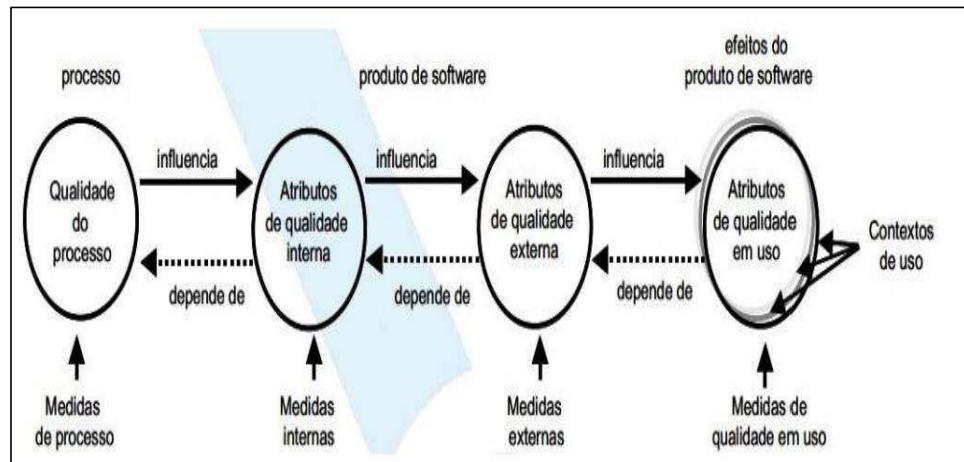 processo
produto de software
efeitos do
produto de software
influencia
influencia
influencia
Qualidade
do
processo
Atributos
de qualidade
interna
Atributos
de qualidade
externa
Atributos
de qualidade
em uso
Contextos
de uso
depende de
depende de
depende de
Medidas
de processo
Medidas
internas
Medidas
externas
Medidas de
qualidade em uso